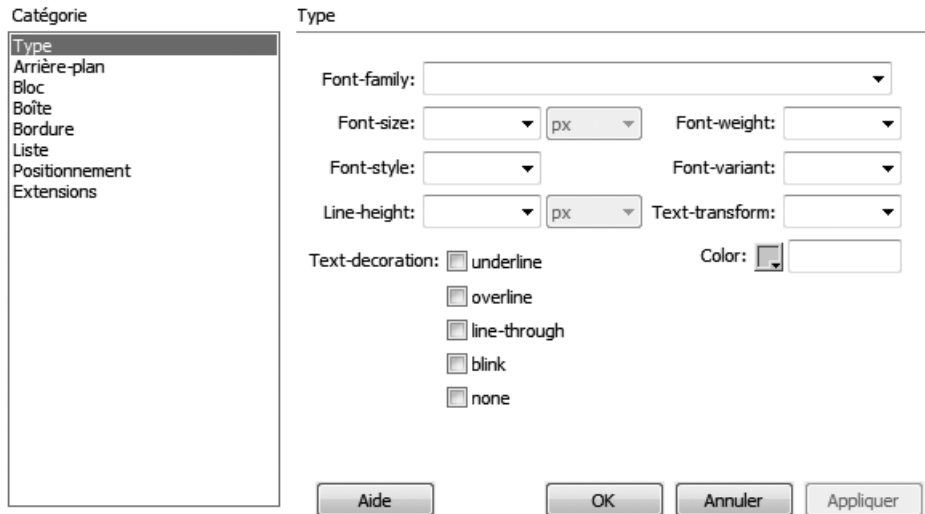 Catégorie
Type
Arrière-plan
Bloc
Boîte
Bordure
Liste
Positionnement
Extensions
Type
Font-family:
Font-size: px Font-weight:
Font-style: Font-variant:
Line-height: px Text-transform:
Text-decoration: underline Color:
overline
line-through
blink
none
Aide OK Annuler Appliquer